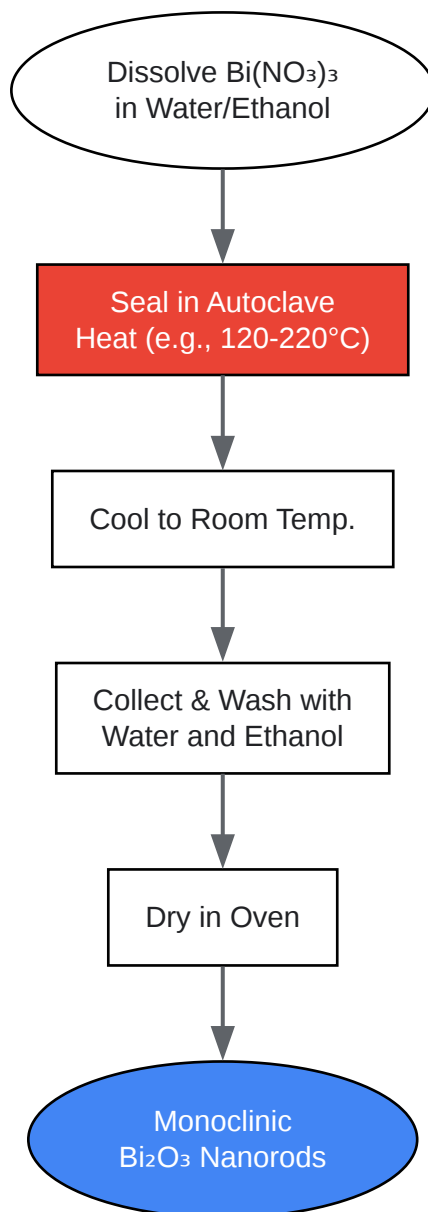 Dissolve Bi(NO₃)₃
in Water/Ethanol
Seal in Autoclave
Heat (e.g., 120-220°C)
Cool to Room Temp.
Collect & Wash with
Water and Ethanol
Dry in Oven
Monoclinic
Bi₂O₃ Nanorods